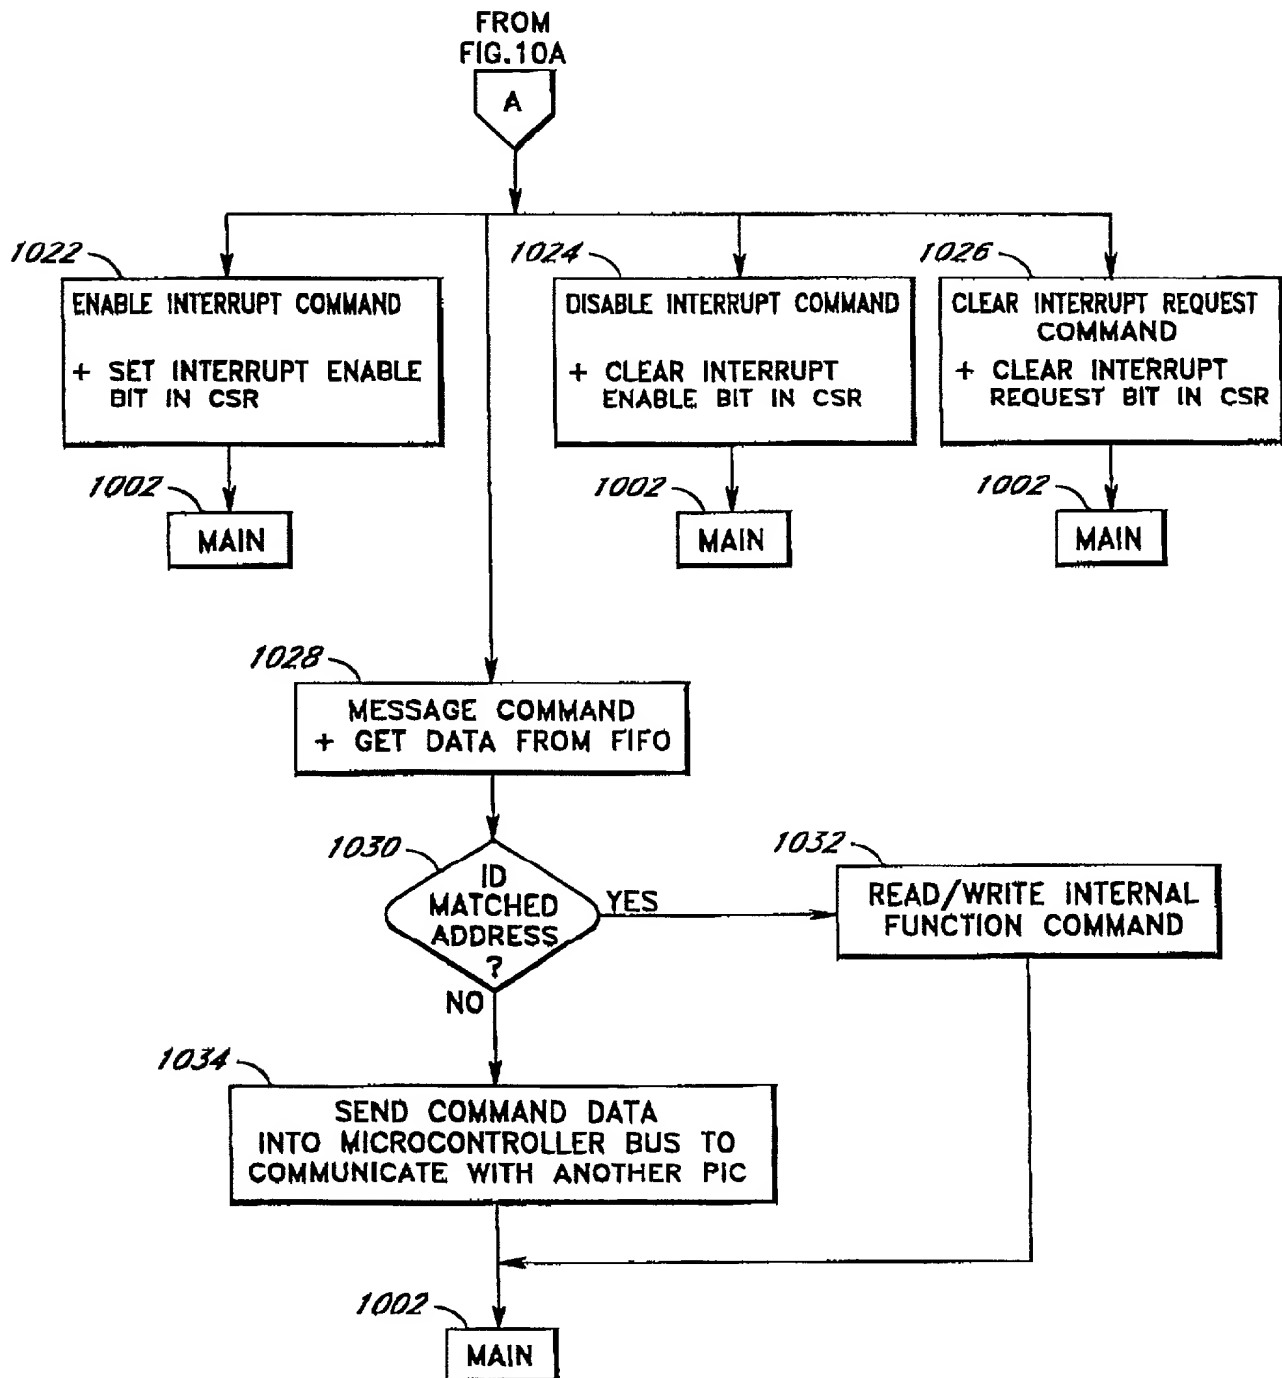 FROM
FIG.10A
A
1022
ENABLE INTERRUPT COMMAND
+ SET INTERRUPT ENABLE
BIT IN CSR
1002
MAIN
1024
DISABLE INTERRUPT COMMAND
+ CLEAR INTERRUPT
ENABLE BIT IN CSR
1002
MAIN
1026
CLEAR INTERRUPT REQUEST
COMMAND
+ CLEAR INTERRUPT
REQUEST BIT IN CSR
1002
MAIN
1028
MESSAGE COMMAND
+ GET DATA FROM FIFO
1030
ID
MATCHED
ADDRESS
?
YES
NO
1032
READ/WRITE INTERNAL
FUNCTION COMMAND
1034
SEND COMMAND DATA
INTO MICROCONTROLLER BUS TO
COMMUNICATE WITH ANOTHER PIC
1002
MAIN